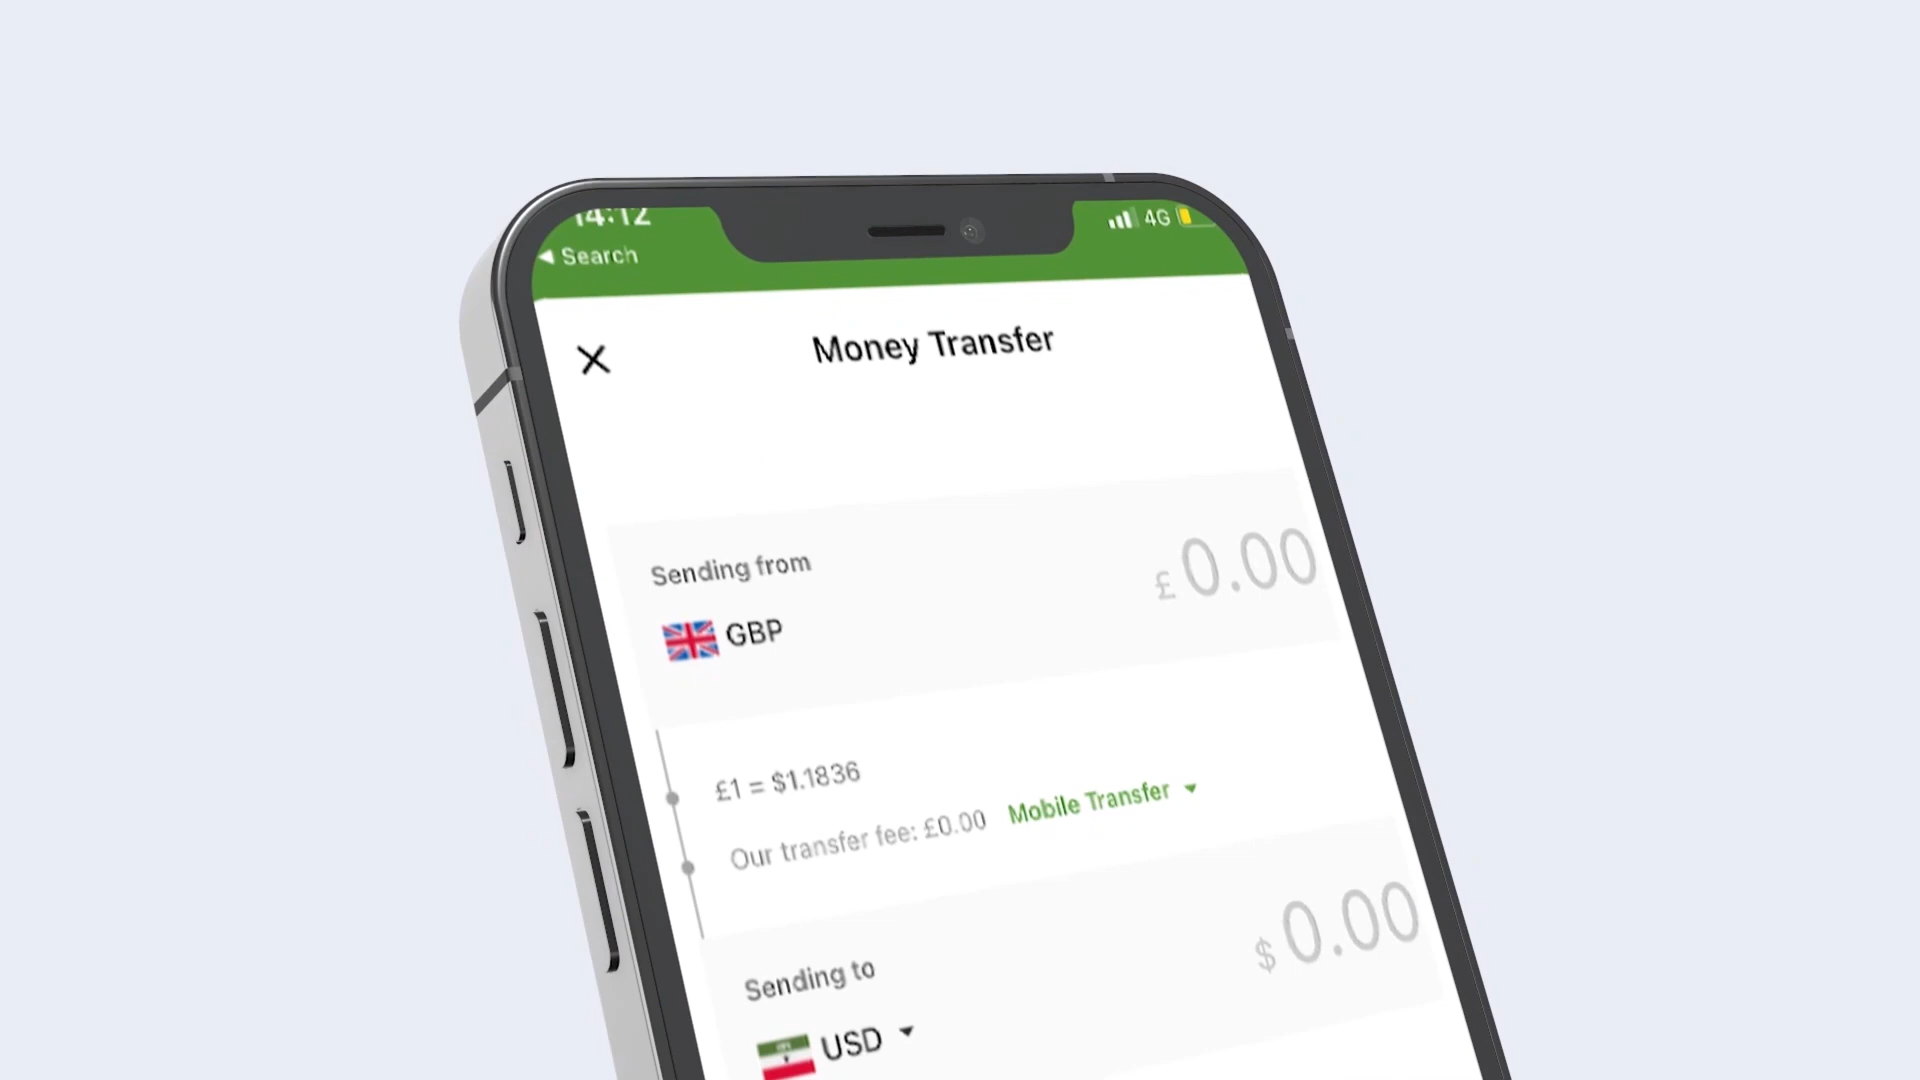 14:12
4G
◀ Search
Money Transfer
Sending from
£0.00
GBP
£1 = $1.1836
Our transfer fee: £0.00 Mobile Transfer
Sending to
$0.00
USD